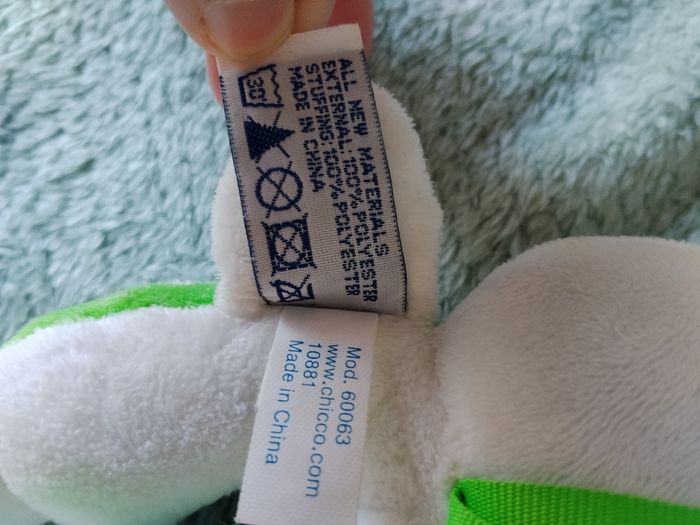 30
ALL NEW MATERIALS
EXTERNAL: 100% POLYESTER
STUFFING: 100% POLYESTER
MADE IN CHINA
Mod. 60063
www.chicco.com
10881
Made in China